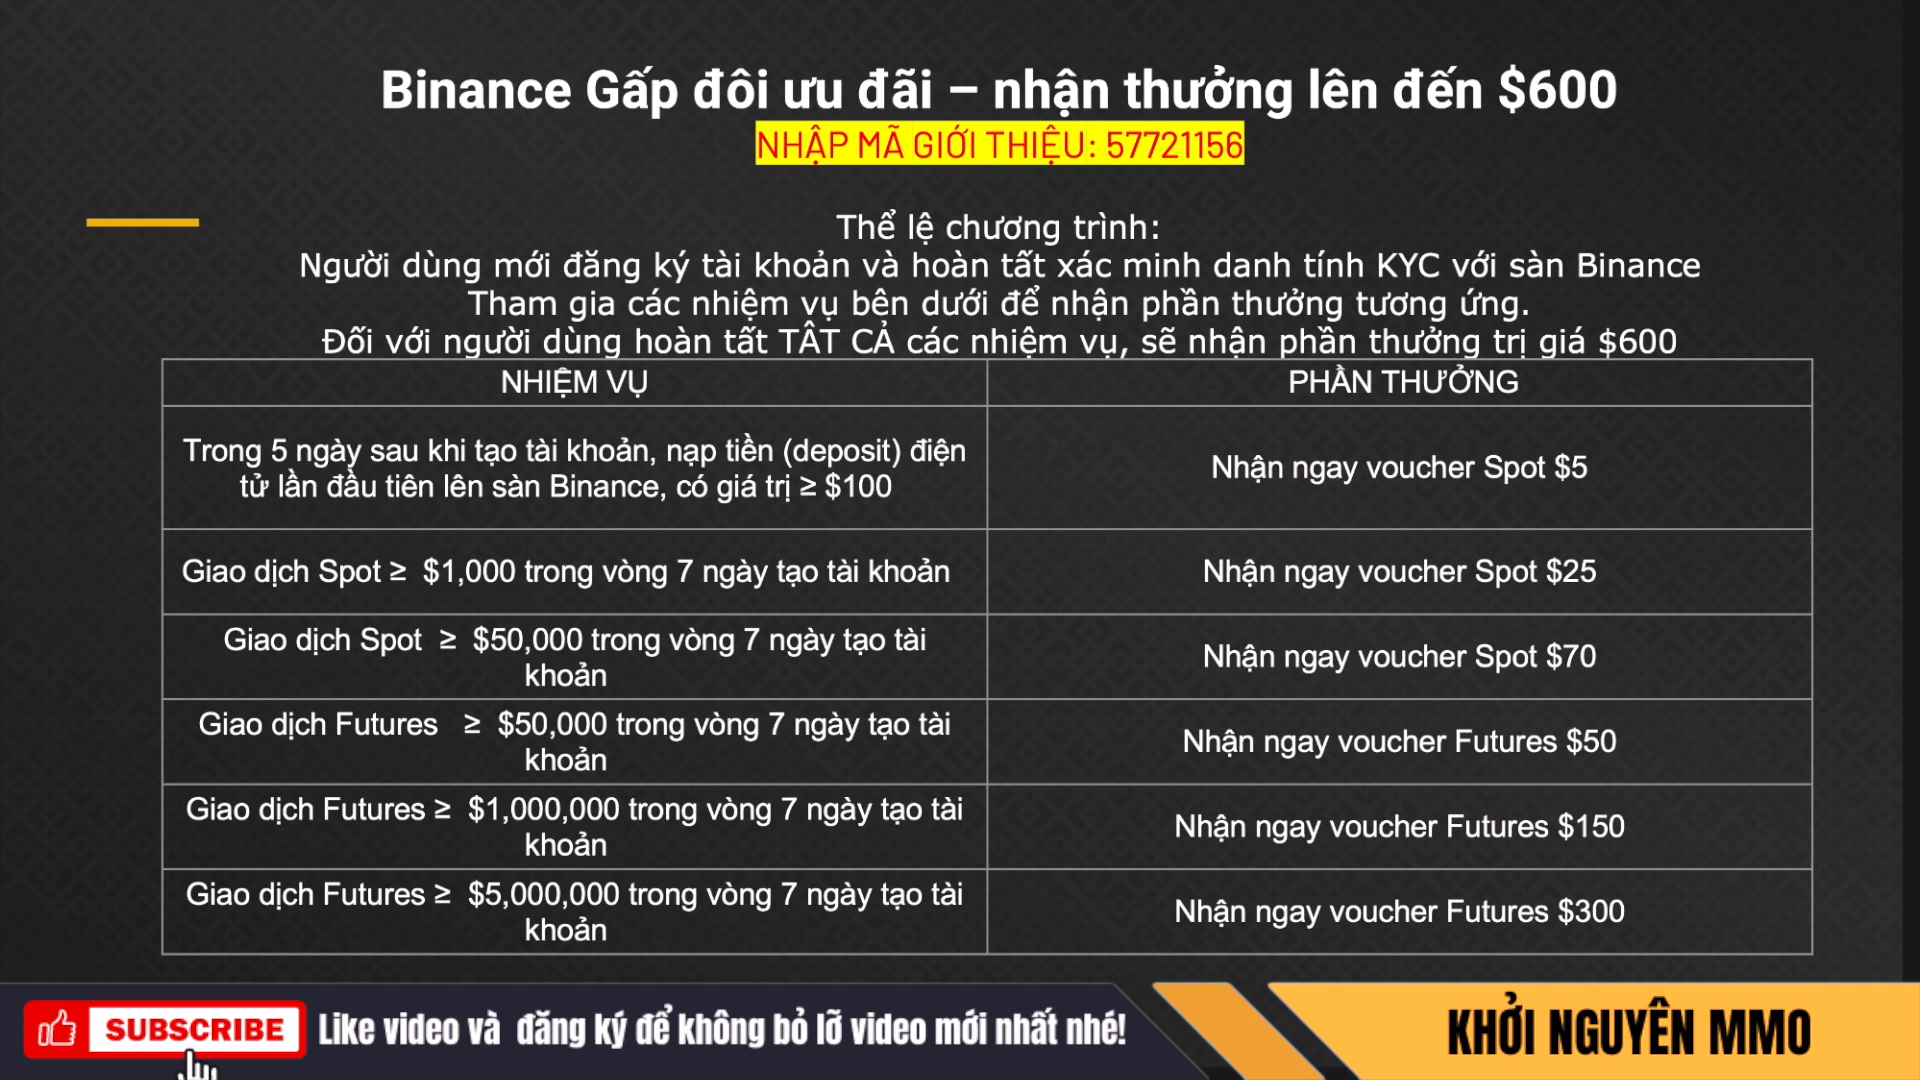 Binance Gấp đôi ưu đãi – nhận thưởng lên đến $600
NHẬP MÃ GIỚI THIỆU: 57721156
Thể lệ chương trình:
Người dùng mới đăng ký tài khoản và hoàn tất xác minh danh tính KYC với sàn Binance
Tham gia các nhiệm vụ bên dưới để nhận phần thưởng tương ứng.
Đối với người dùng hoàn tất TẤT CẢ các nhiệm vụ, sẽ nhận phần thưởng trị giá $600
NHIỆM VỤ
PHẦN THƯỞNG
Trong 5 ngày sau khi tạo tài khoản, nạp tiền (deposit) điện
tử lần đầu tiên lên sàn Binance, có giá trị ≥ $100
Nhận ngay voucher Spot $5
Giao dịch Spot ≥ $1,000 trong vòng 7 ngày tạo tài khoản
Nhận ngay voucher Spot $25
Giao dịch Spot ≥ $50,000 trong vòng 7 ngày tạo tài
khoản
Nhận ngay voucher Spot $70
Giao dịch Futures ≥ $50,000 trong vòng 7 ngày tạo tài
khoản
Nhận ngay voucher Futures $50
Giao dịch Futures ≥ $1,000,000 trong vòng 7 ngày tạo tài
khoản
Nhận ngay voucher Futures $150
Giao dịch Futures ≥ $5,000,000 trong vòng 7 ngày tạo tài
khoản
Nhận ngay voucher Futures $300
SUBSCRIBE
Like video và đăng ký để không bỏ lỡ video mới nhất nhé!
KHỞI NGUYÊN MMO